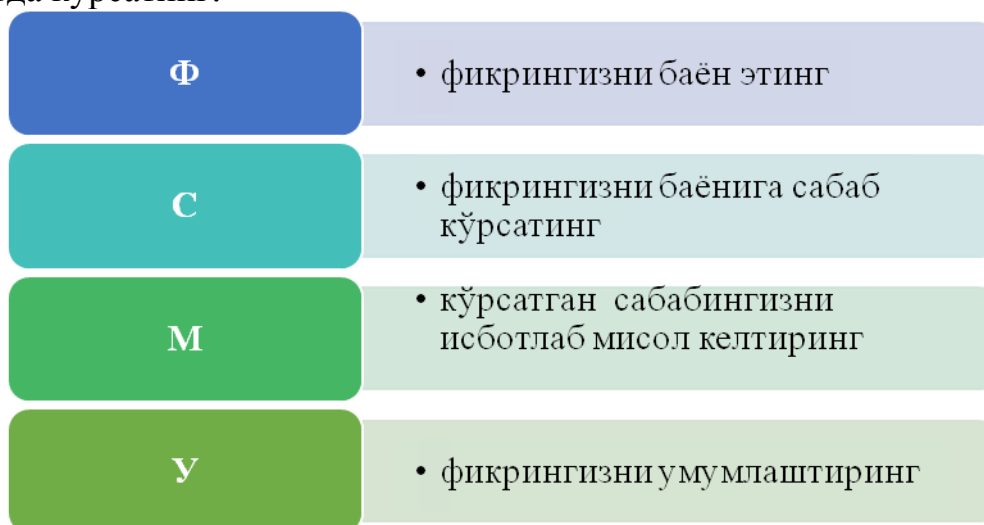 Ф
• фикрингизни баён этинг
С
• фикрингизни баёнига сабаб
кўрсатинг
М
• кўрсатган сабабингизни
исботлаб мисол келтиринг
У
• фикрингизни умумлаштиринг